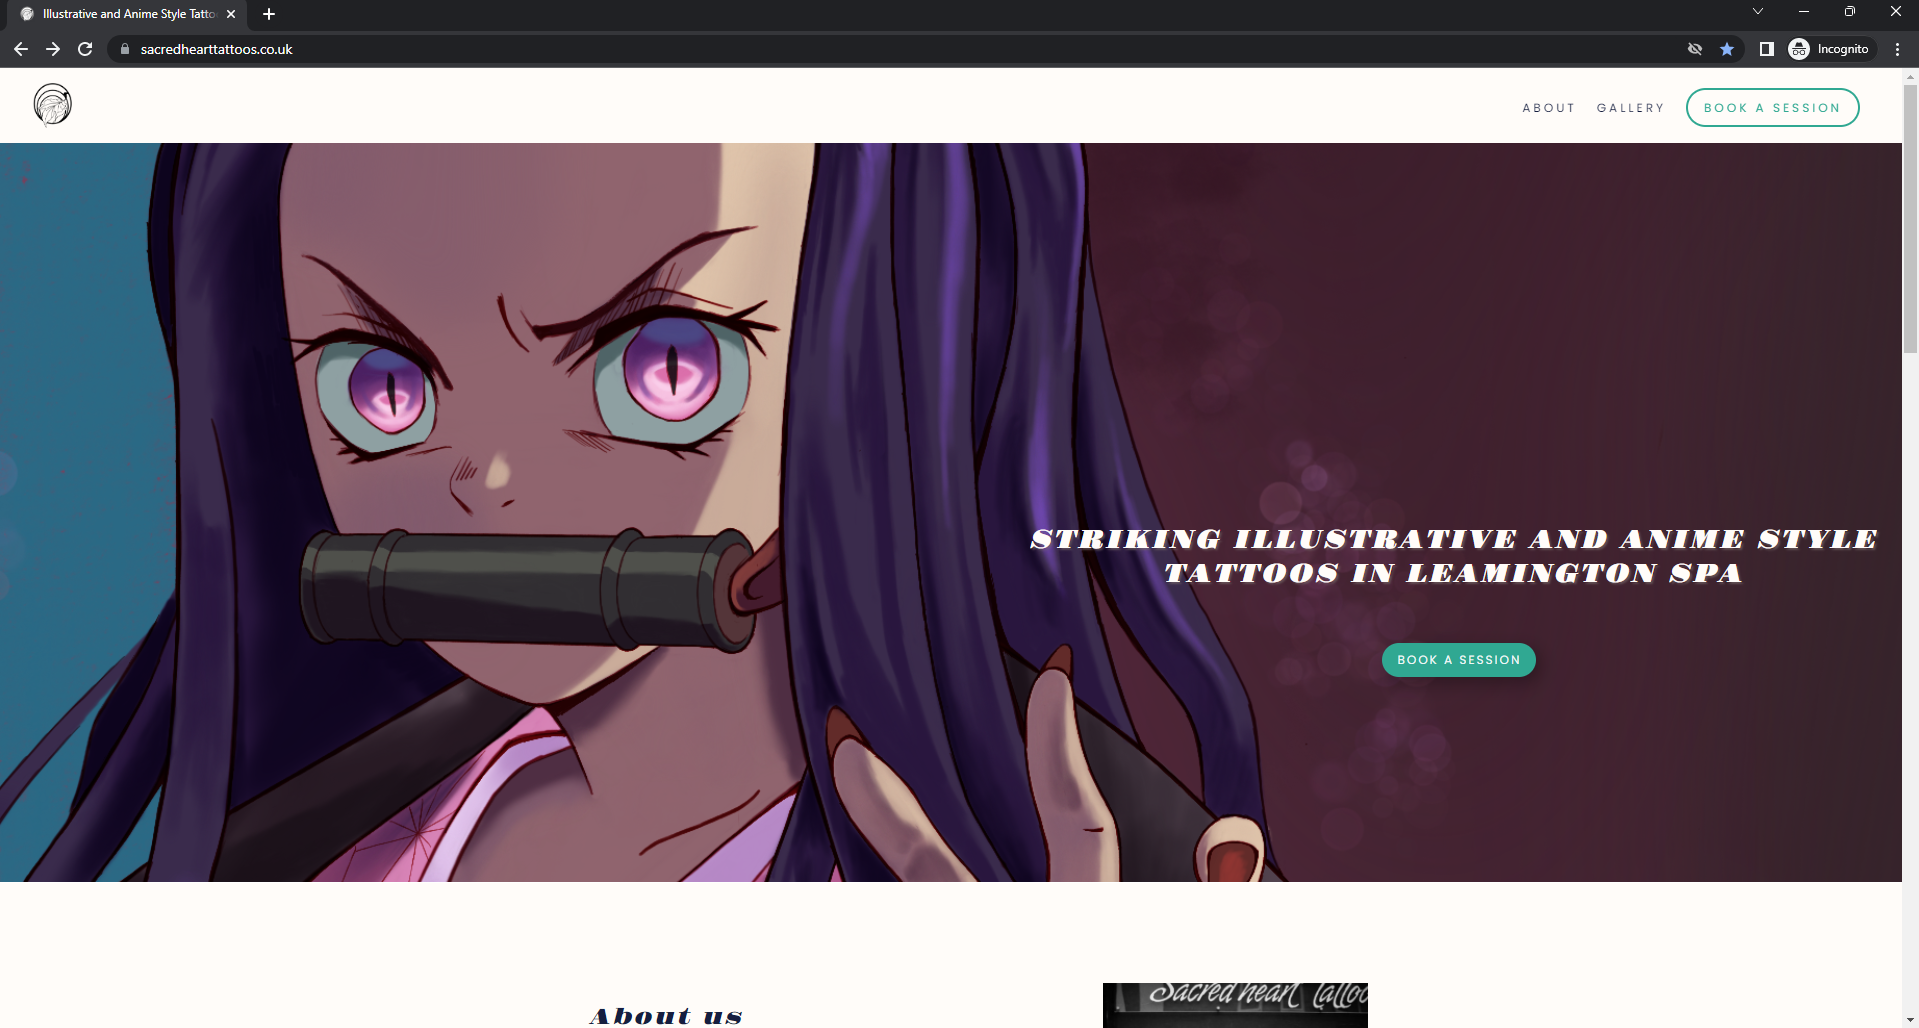 Illustrative and Anime Style Tatto
sacredhearttattoos.co.uk
Incognito
ABOUT
GALLERY
BOOK A SESSION
STRIKING ILLUSTRATIVE AND ANIME STYLE
TATTOOS IN LEAMINGTON SPA
BOOK A SESSION
About us
Sacred heart tattoo